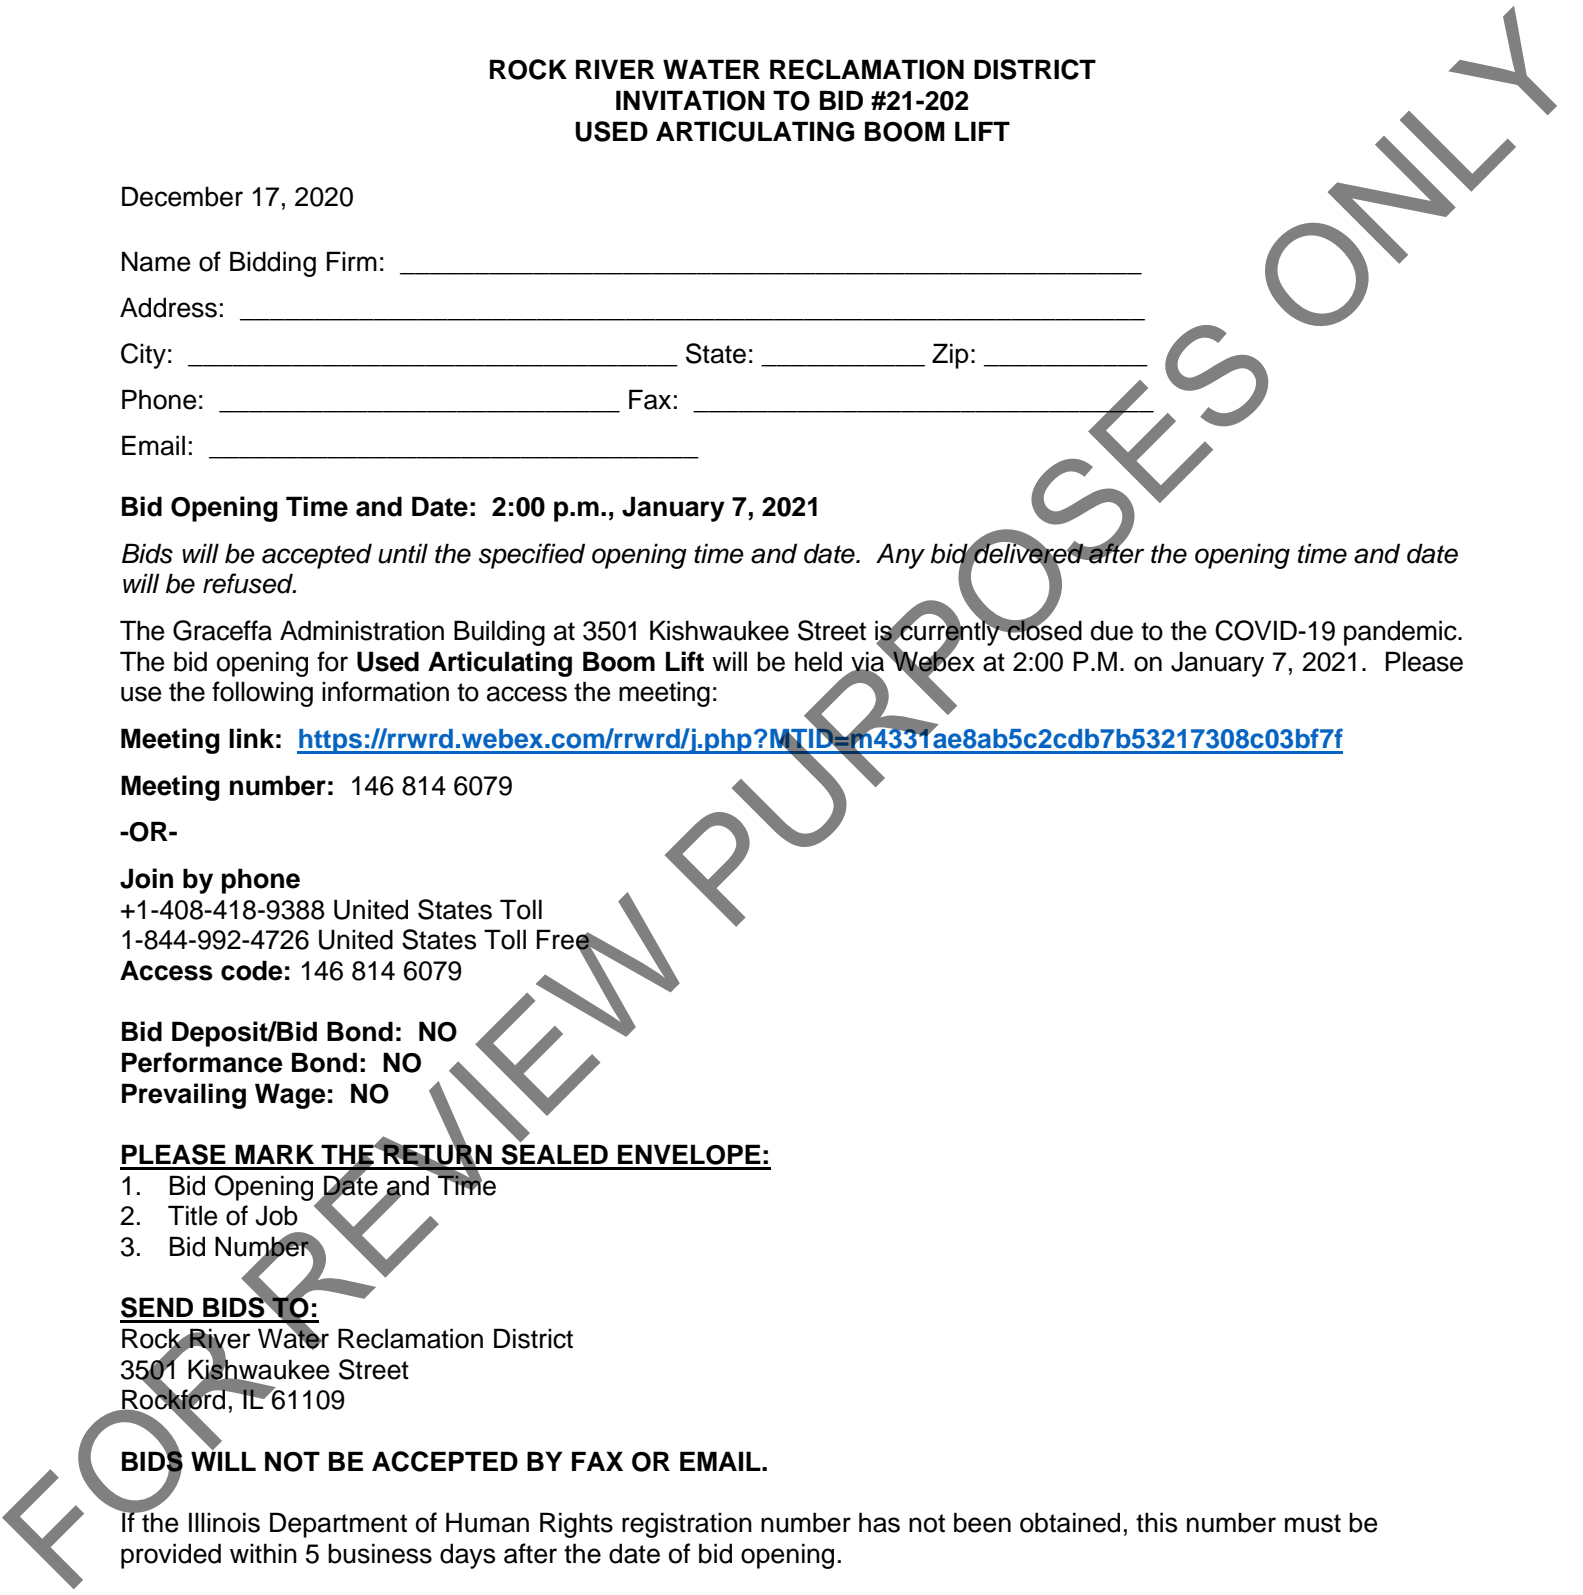 ROCK RIVER WATER RECLAMATION DISTRICT
INVITATION TO BID #21-202
USED ARTICULATING BOOM LIFT
December 17, 2020
Name of Bidding Firm: __________________________________________________
Address: _____________________________________________________________
City: _________________________________ State: ___________ Zip: ___________
Phone: ___________________________ Fax: _______________________________
Email: _________________________________
Bid Opening Time and Date: 2:00 p.m., January 7, 2021
Bids will be accepted until the specified opening time and date. Any bid delivered after the opening time and date
will be refused.
The Graceffa Administration Building at 3501 Kishwaukee Street is currently closed due to the COVID-19 pandemic.
The bid opening for Used Articulating Boom Lift will be held via Webex at 2:00 P.M. on January 7, 2021. Please
use the following information to access the meeting:
Meeting link: https://rrwrd.webex.com/rrwrd/j.php?MTID=m4331ae8ab5c2cdb7b53217308c03bf7f
Meeting number: 146 814 6079
-OR-
Join by phone
+1-408-418-9388 United States Toll
1-844-992-4726 United States Toll Free
Access code: 146 814 6079
Bid Deposit/Bid Bond: NO
Performance Bond: NO
Prevailing Wage: NO
PLEASE MARK THE RETURN SEALED ENVELOPE:
1. Bid Opening Date and Time
2. Title of Job
3. Bid Number
SEND BIDS TO:
Rock River Water Reclamation District
3501 Kishwaukee Street
Rockford, IL 61109
BIDS WILL NOT BE ACCEPTED BY FAX OR EMAIL.
If the Illinois Department of Human Rights registration number has not been obtained, this number must be
provided within 5 business days after the date of bid opening.
FOR REVIEW PURPOSES ONLY